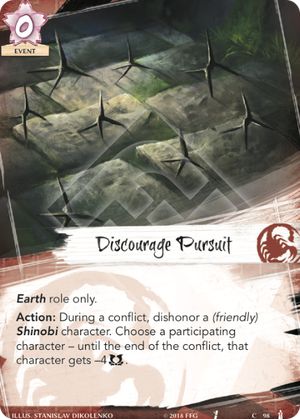 0
EVENT
Discourage Pursuit
Earth role only.
Action: During a conflict, dishonor a (friendly)
Shinobi character. Choose a participating
character – until the end of the conflict, that
character gets –4.
ILLUS. STANISLAV DIKOLENKO
©2018 FFG
C
98